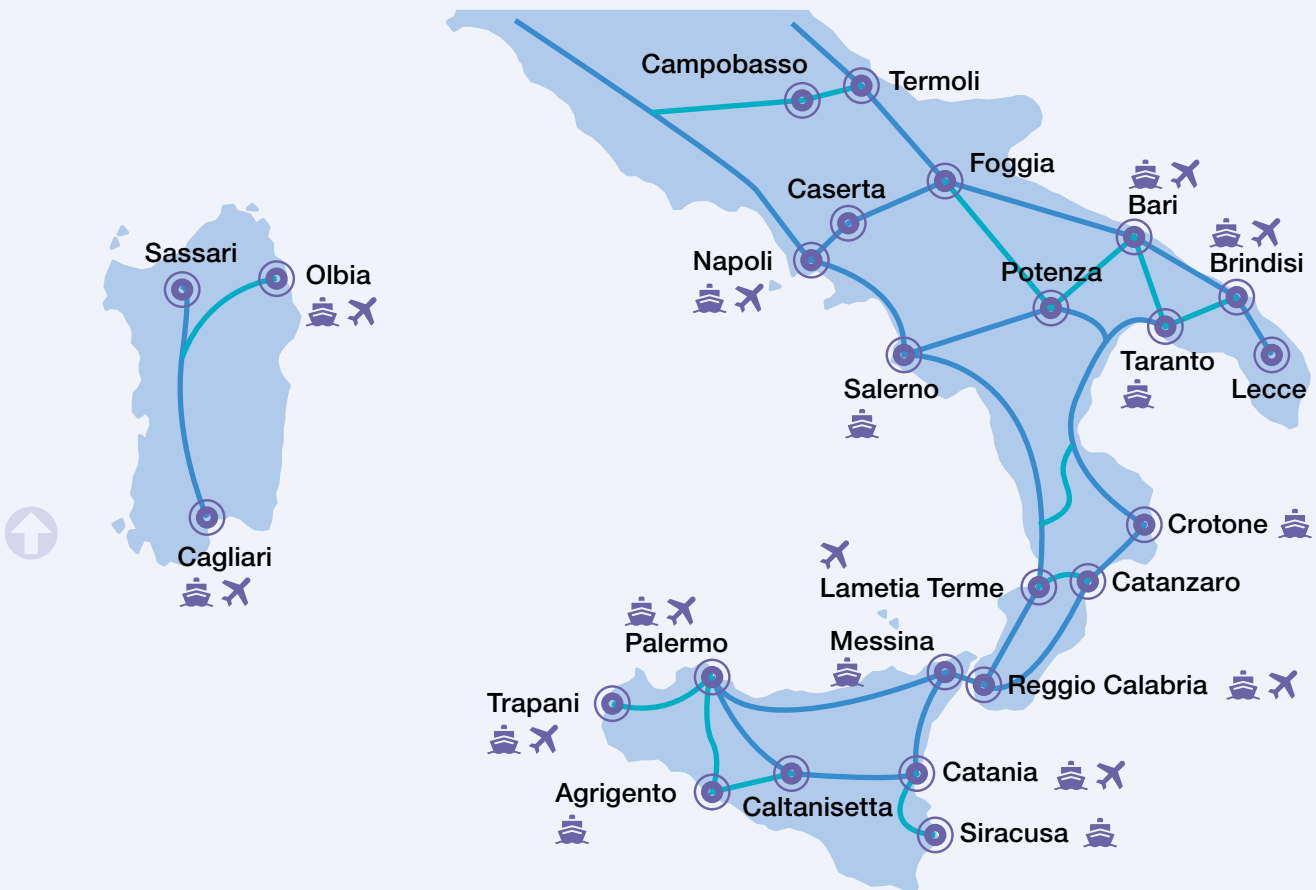 Campobasso
Termoli
Foggia
Caserta
Bari
Sassari
Olbia
Napoli
Potenza
Brindisi
Salerno
Taranto
Lecce
Crotone
Cagliari
Lametia Terme
Catanzaro
Palermo
Messina
Reggio Calabria
Trapani
Catania
Agrigento
Caltanisetta
Siracusa